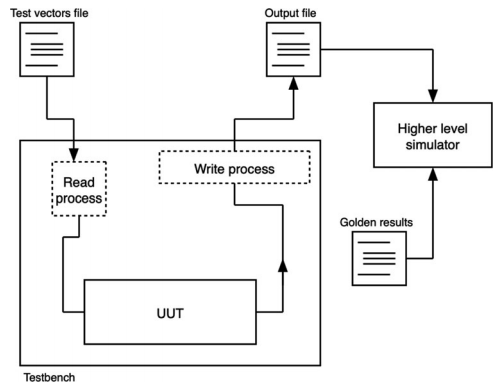 Test vectors file
Output file
Higher level
simulator
Read
process
Write process
Golden results
UUT
Testbench